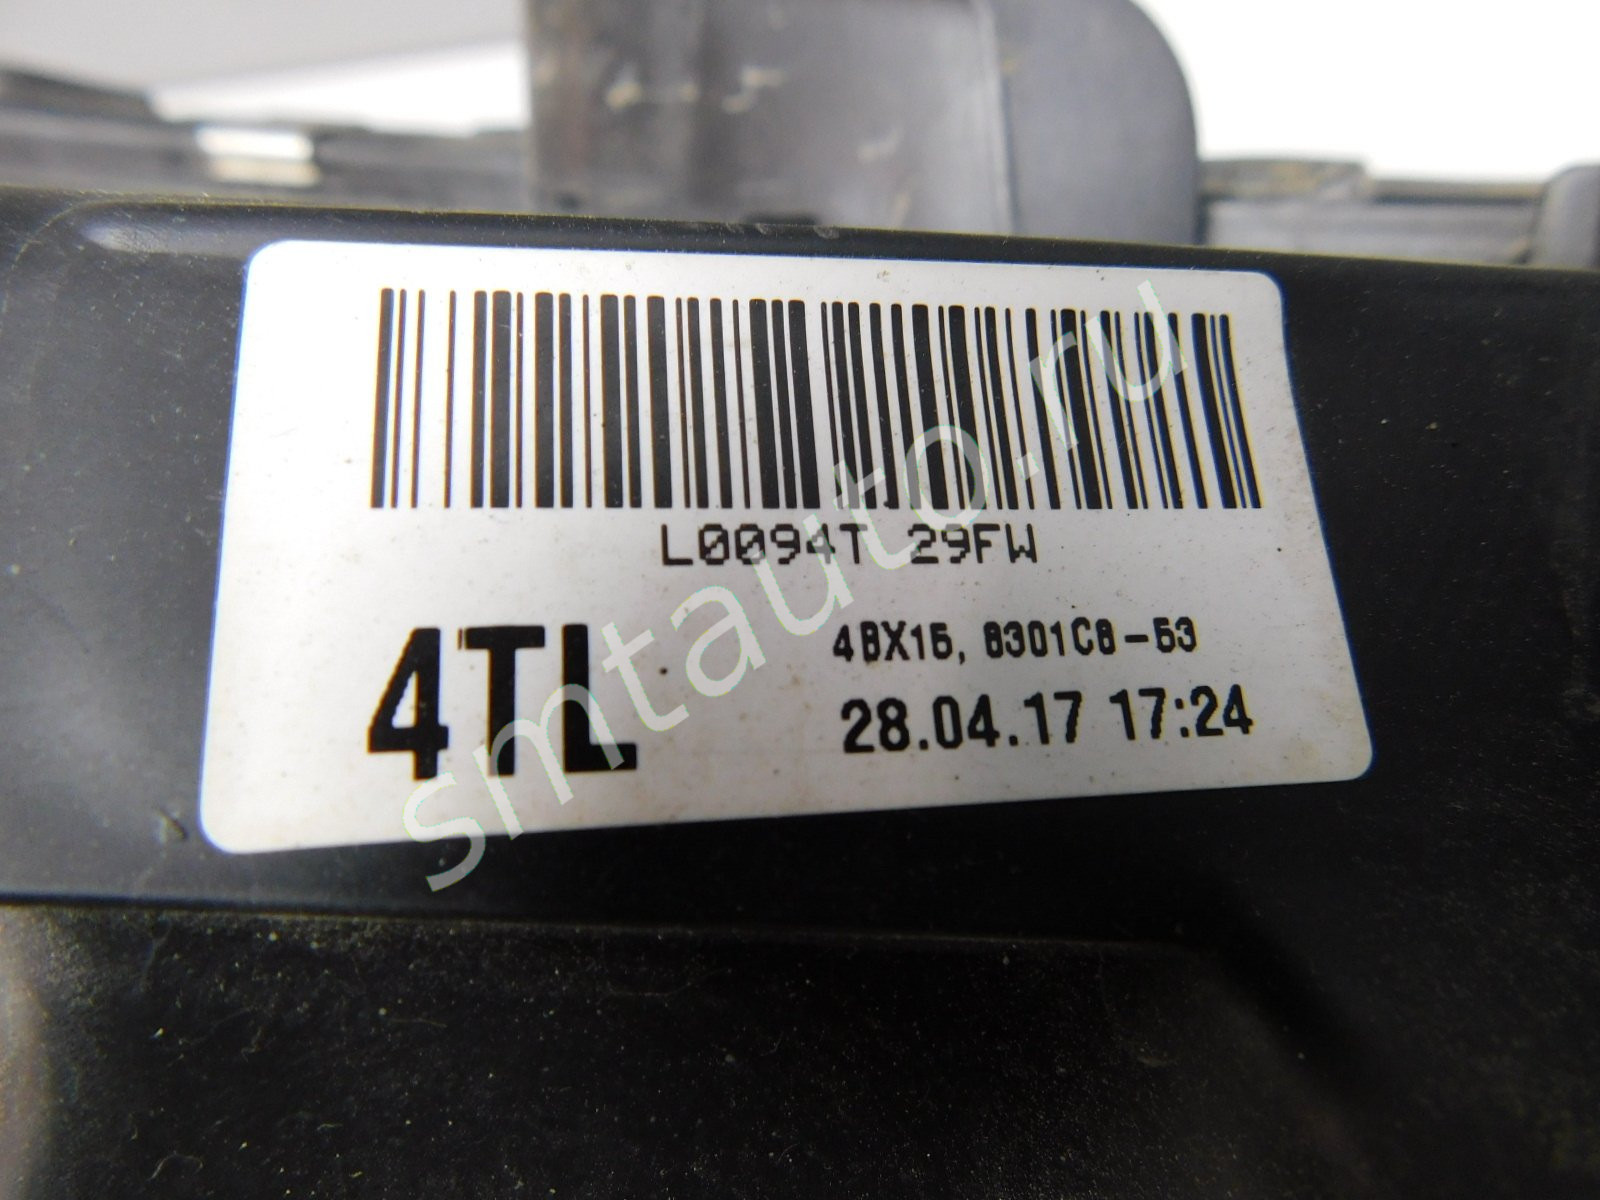 L0094T 29FW
4TL
4BX15, 8301C8-53
28.04.17 17:24
smtauto.ru